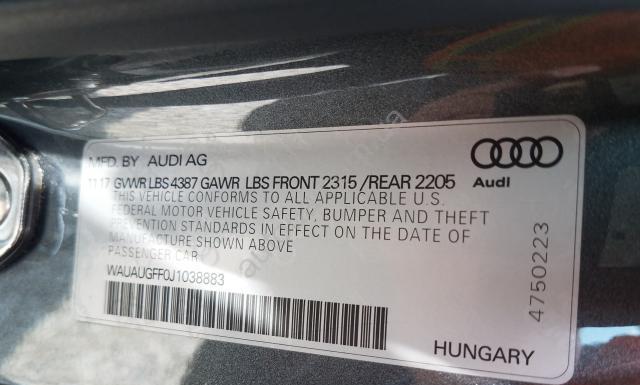 MFD. BY AUDI AG
11.17 GVWR LBS 4387 GAWR LBS FRONT 2315 /REAR 2205
THIS VEHICLE CONFORMS TO ALL APPLICABLE U.S.
FEDERAL MOTOR VEHICLE SAFETY, BUMPER AND THEFT
PREVENTION STANDARDS IN EFFECT ON THE DATE OF
MANUFACTURE SHOWN ABOVE
PASSENGER CAR
WAUAUGFF0J1038883
Audi
4750223
HUNGARY